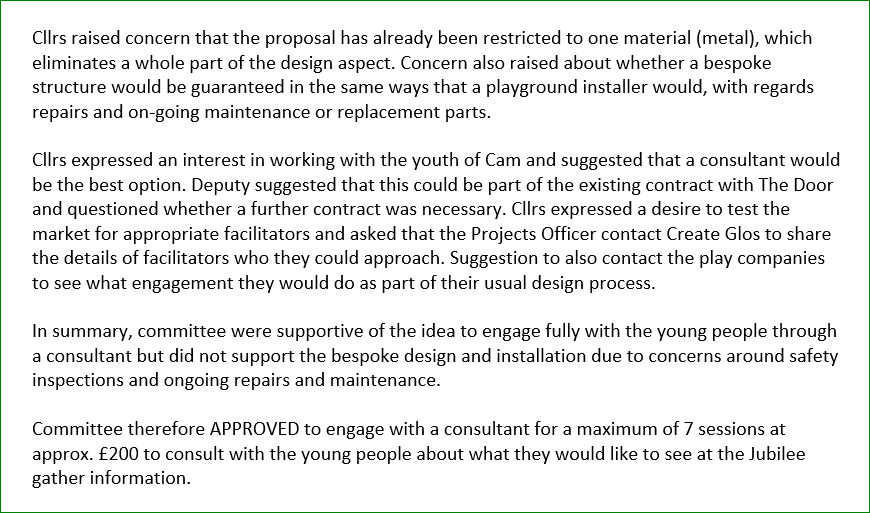 Cllrs raised concern that the proposal has already been restricted to one material (metal), which
eliminates a whole part of the design aspect. Concern also raised about whether a bespoke
structure would be guaranteed in the same ways that a playground installer would, with regards
repairs and on-going maintenance or replacement parts.
Cllrs expressed an interest in working with the youth of Cam and suggested that a consultant would
be the best option. Deputy suggested that this could be part of the existing contract with The Door
and questioned whether a further contract was necessary. Cllrs expressed a desire to test the
market for appropriate facilitators and asked that the Projects Officer contact Create Glos to share
the details of facilitators who they could approach. Suggestion to also contact the play companies
to see what engagement they would do as part of their usual design process.
In summary, committee were supportive of the idea to engage fully with the young people through
a consultant but did not support the bespoke design and installation due to concerns around safety
inspections and ongoing repairs and maintenance.
Committee therefore APPROVED to engage with a consultant for a maximum of 7 sessions at
approx. £200 to consult with the young people about what they would like to see at the Jubilee
gather information.